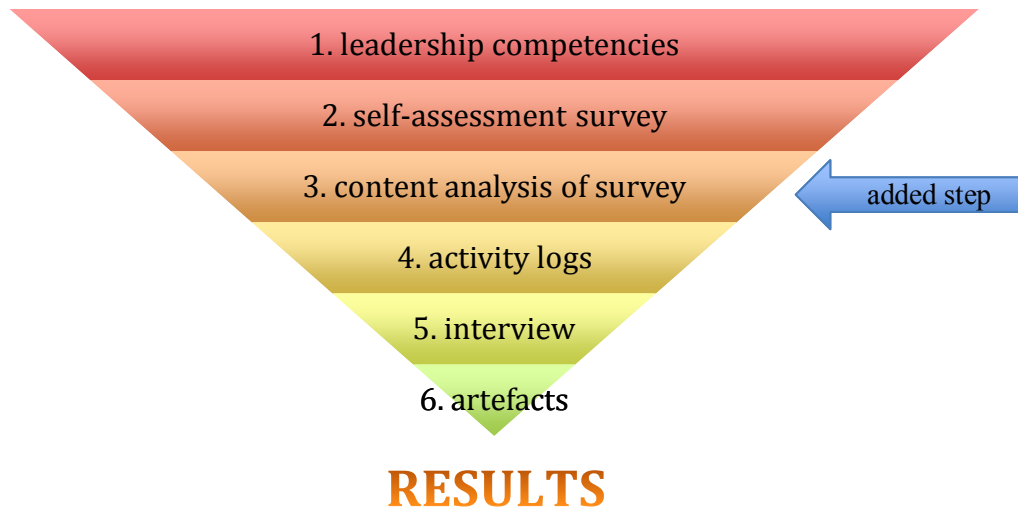 1. leadership competencies
2. self-assessment survey
3. content analysis of survey
added step
4. activity logs
5. interview
6. artefacts
RESULTS